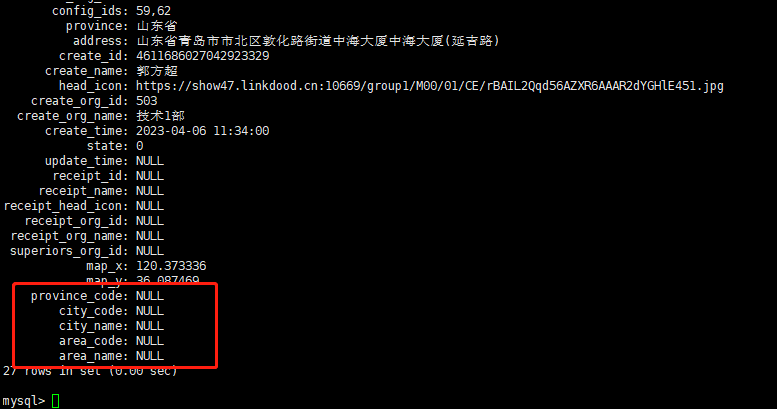 config_ids: 59,62
province: 山东省
address: 山东省青岛市市北区敦化路街道中海大厦中海大厦(延吉路)
create_id: 4611686027042923329
create_name: 郭方超
head_icon: https://show47.linkdood.cn:10669/group1/M00/01/CE/rBAIL2Qqd56AZXR6AAAR2dYGHlE451.jpg
create_org_id: 503
create_org_name: 技术1部
create_time: 2023-04-06 11:34:00
state: 0
update_time: NULL
receipt_id: NULL
receipt_name: NULL
receipt_head_icon: NULL
receipt_org_id: NULL
receipt_org_name: NULL
superiors_org_id: NULL
map_x: 120.373336
map_y: 36.087469
province_code: NULL
city_code: NULL
city_name: NULL
area_code: NULL
area_name: NULL
27 rows in set (0.00 sec)
mysql>